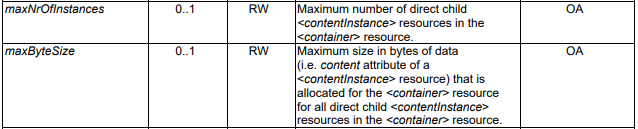 maxNrOfInstances 0..1 RW Maximum number of direct child OA
<contentInstance> resources in the
<container> resource.
maxByteSize 0..1 RW Maximum size in bytes of data OA
(i.e. content attribute of a
<contentInstance> resource) that is
allocated for the <container> resource
for all direct child <contentInstance>
resources in the <container> resource.